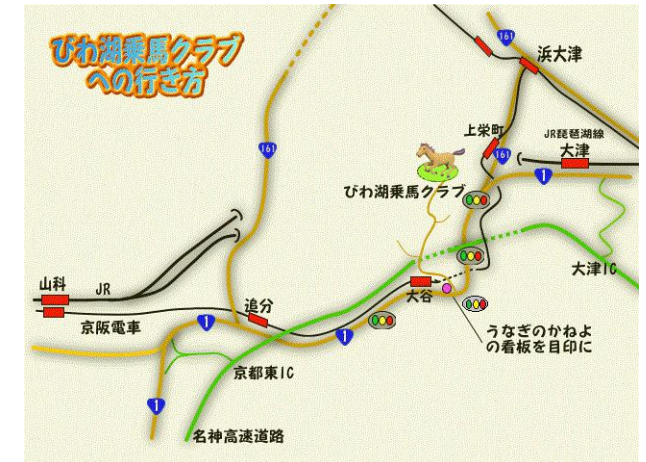 びわ湖乗馬クラブ
への行き方
161
浜大津
上栄町
JR琵琶湖線
161
大津
161
びわ湖乗馬クラブ
1
山科
JR
大津IC
追分
大谷
京阪電車
1
1
うなぎのかねよ
の看板を目印に
京都東IC
1
名神高速道路